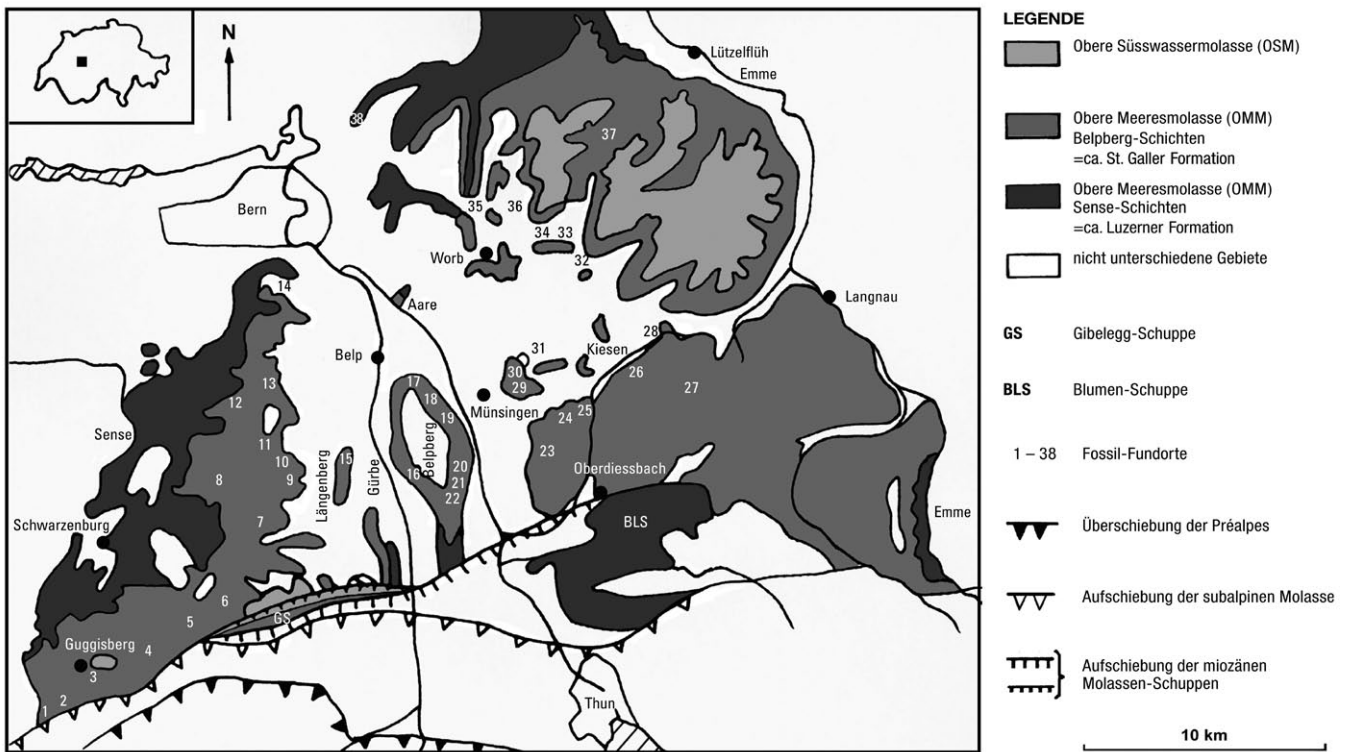 N
Lützelflüh
Emme
38
37
Bern
35
36
34
33
Worb
32
14
Aare
Langnau
28
Belp
31
Kiesen
30
26
13
17
29
27
12
18
Münsingen
25
Sense
19
24
11
Belpberg
23
10
15
20
Oberdiessbach
8
9
Längenberg
Gürbe
16
21
22
Schwarzenburg
7
BLS
Emme
6
GS
5
Guggisberg
4
3
2
1
Thun
LEGENDE
Obere Süsswassermolasse (OSM)
Obere Meeresmolasse (OMM)
Belpberg-Schichten
=ca. St. Galler Formation
Obere Meeresmolasse (OMM)
Sense-Schichten
=ca. Luzerner Formation
nicht unterschiedene Gebiete
GS Gibelegg-Schuppe
BLS Blumen-Schuppe
1 – 38 Fossil-Fundorte
Überschiebung der Préalpes
Aufschiebung der subalpinen Molasse
Aufschiebung der miozänen
Molassen-Schuppen
10 km